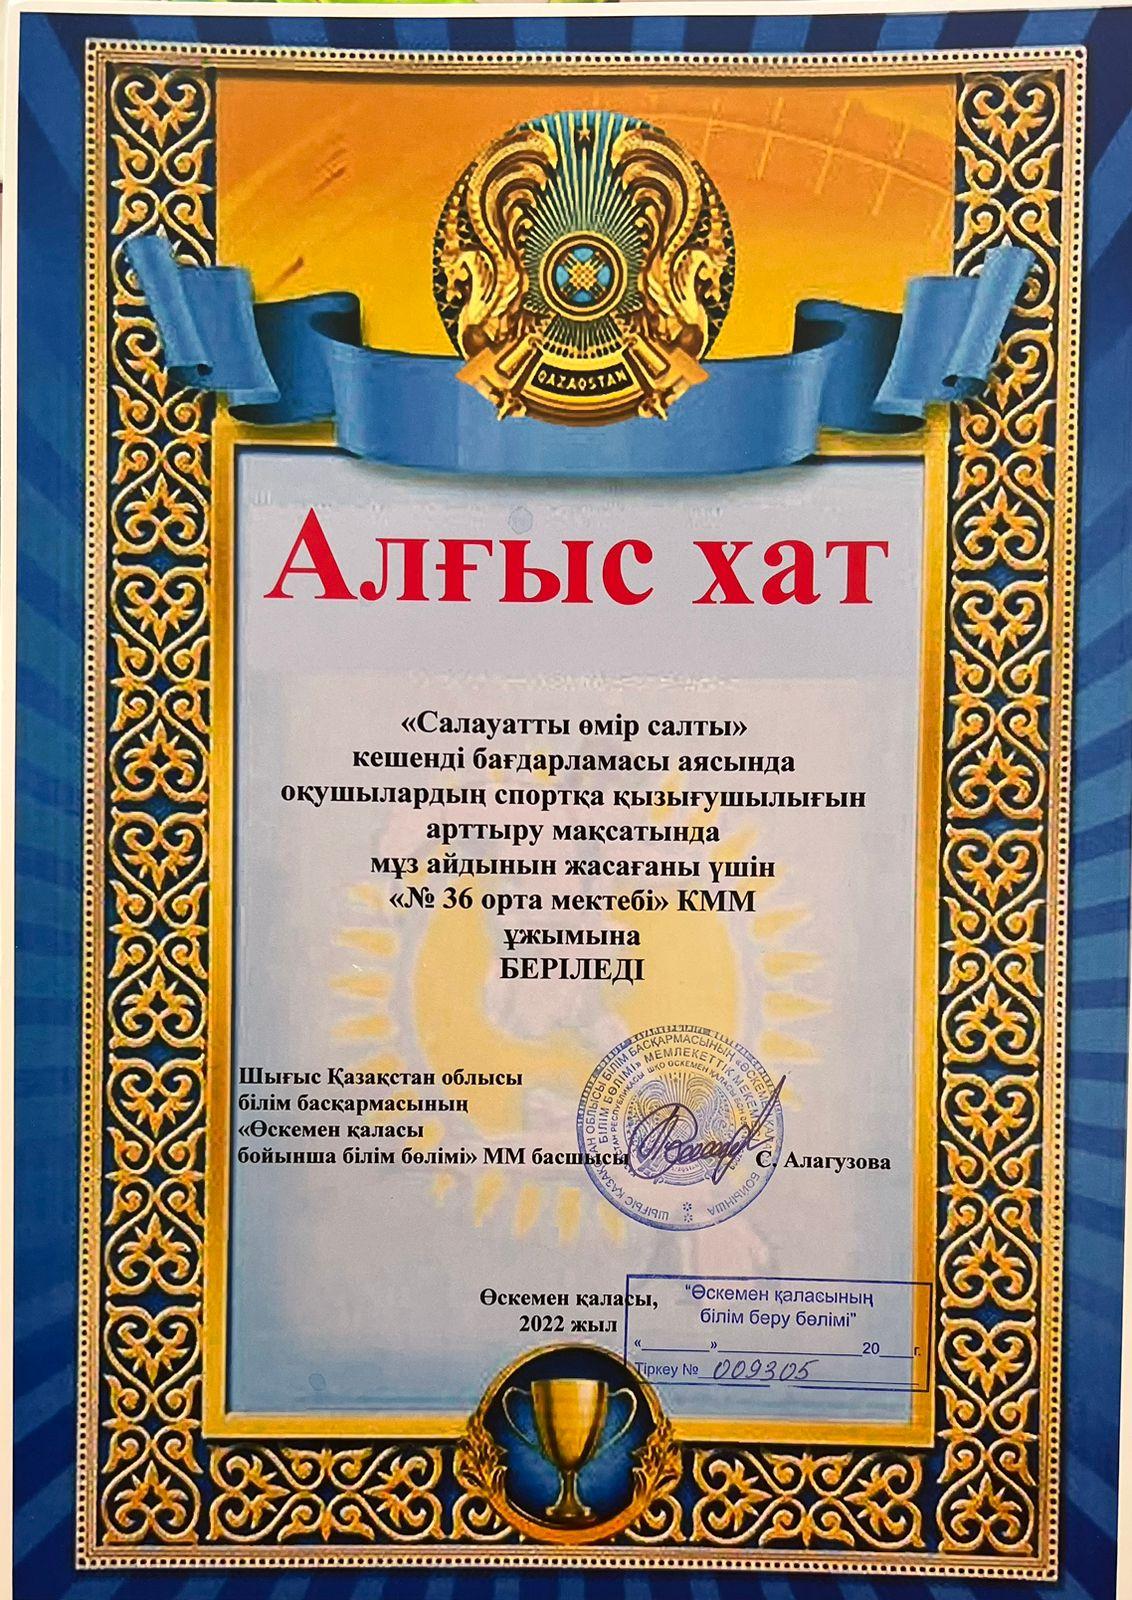 QAZAQSTAN
Алғыс хат
«Салауатты өмір салты»
кешенді бағдарламасы аясында
оқушылардың спортқа қызығушылығын
арттыру мақсатында
мұз айдынын жасағаны үшін
«№ 36 орта мектебі» КММ
ұжымына
БЕРІЛЕДІ
Шығыс Қазақстан облысы
білім басқармасының
«Өскемен қаласы
бойынша білім бөлімі» ММ басшысы
С. Алагузова
Өскемен қаласы,
2022 жыл
"Өскемен қаласының
білім беру бөлімі"
«________»_________________20____г.
Тіркеу № 009305